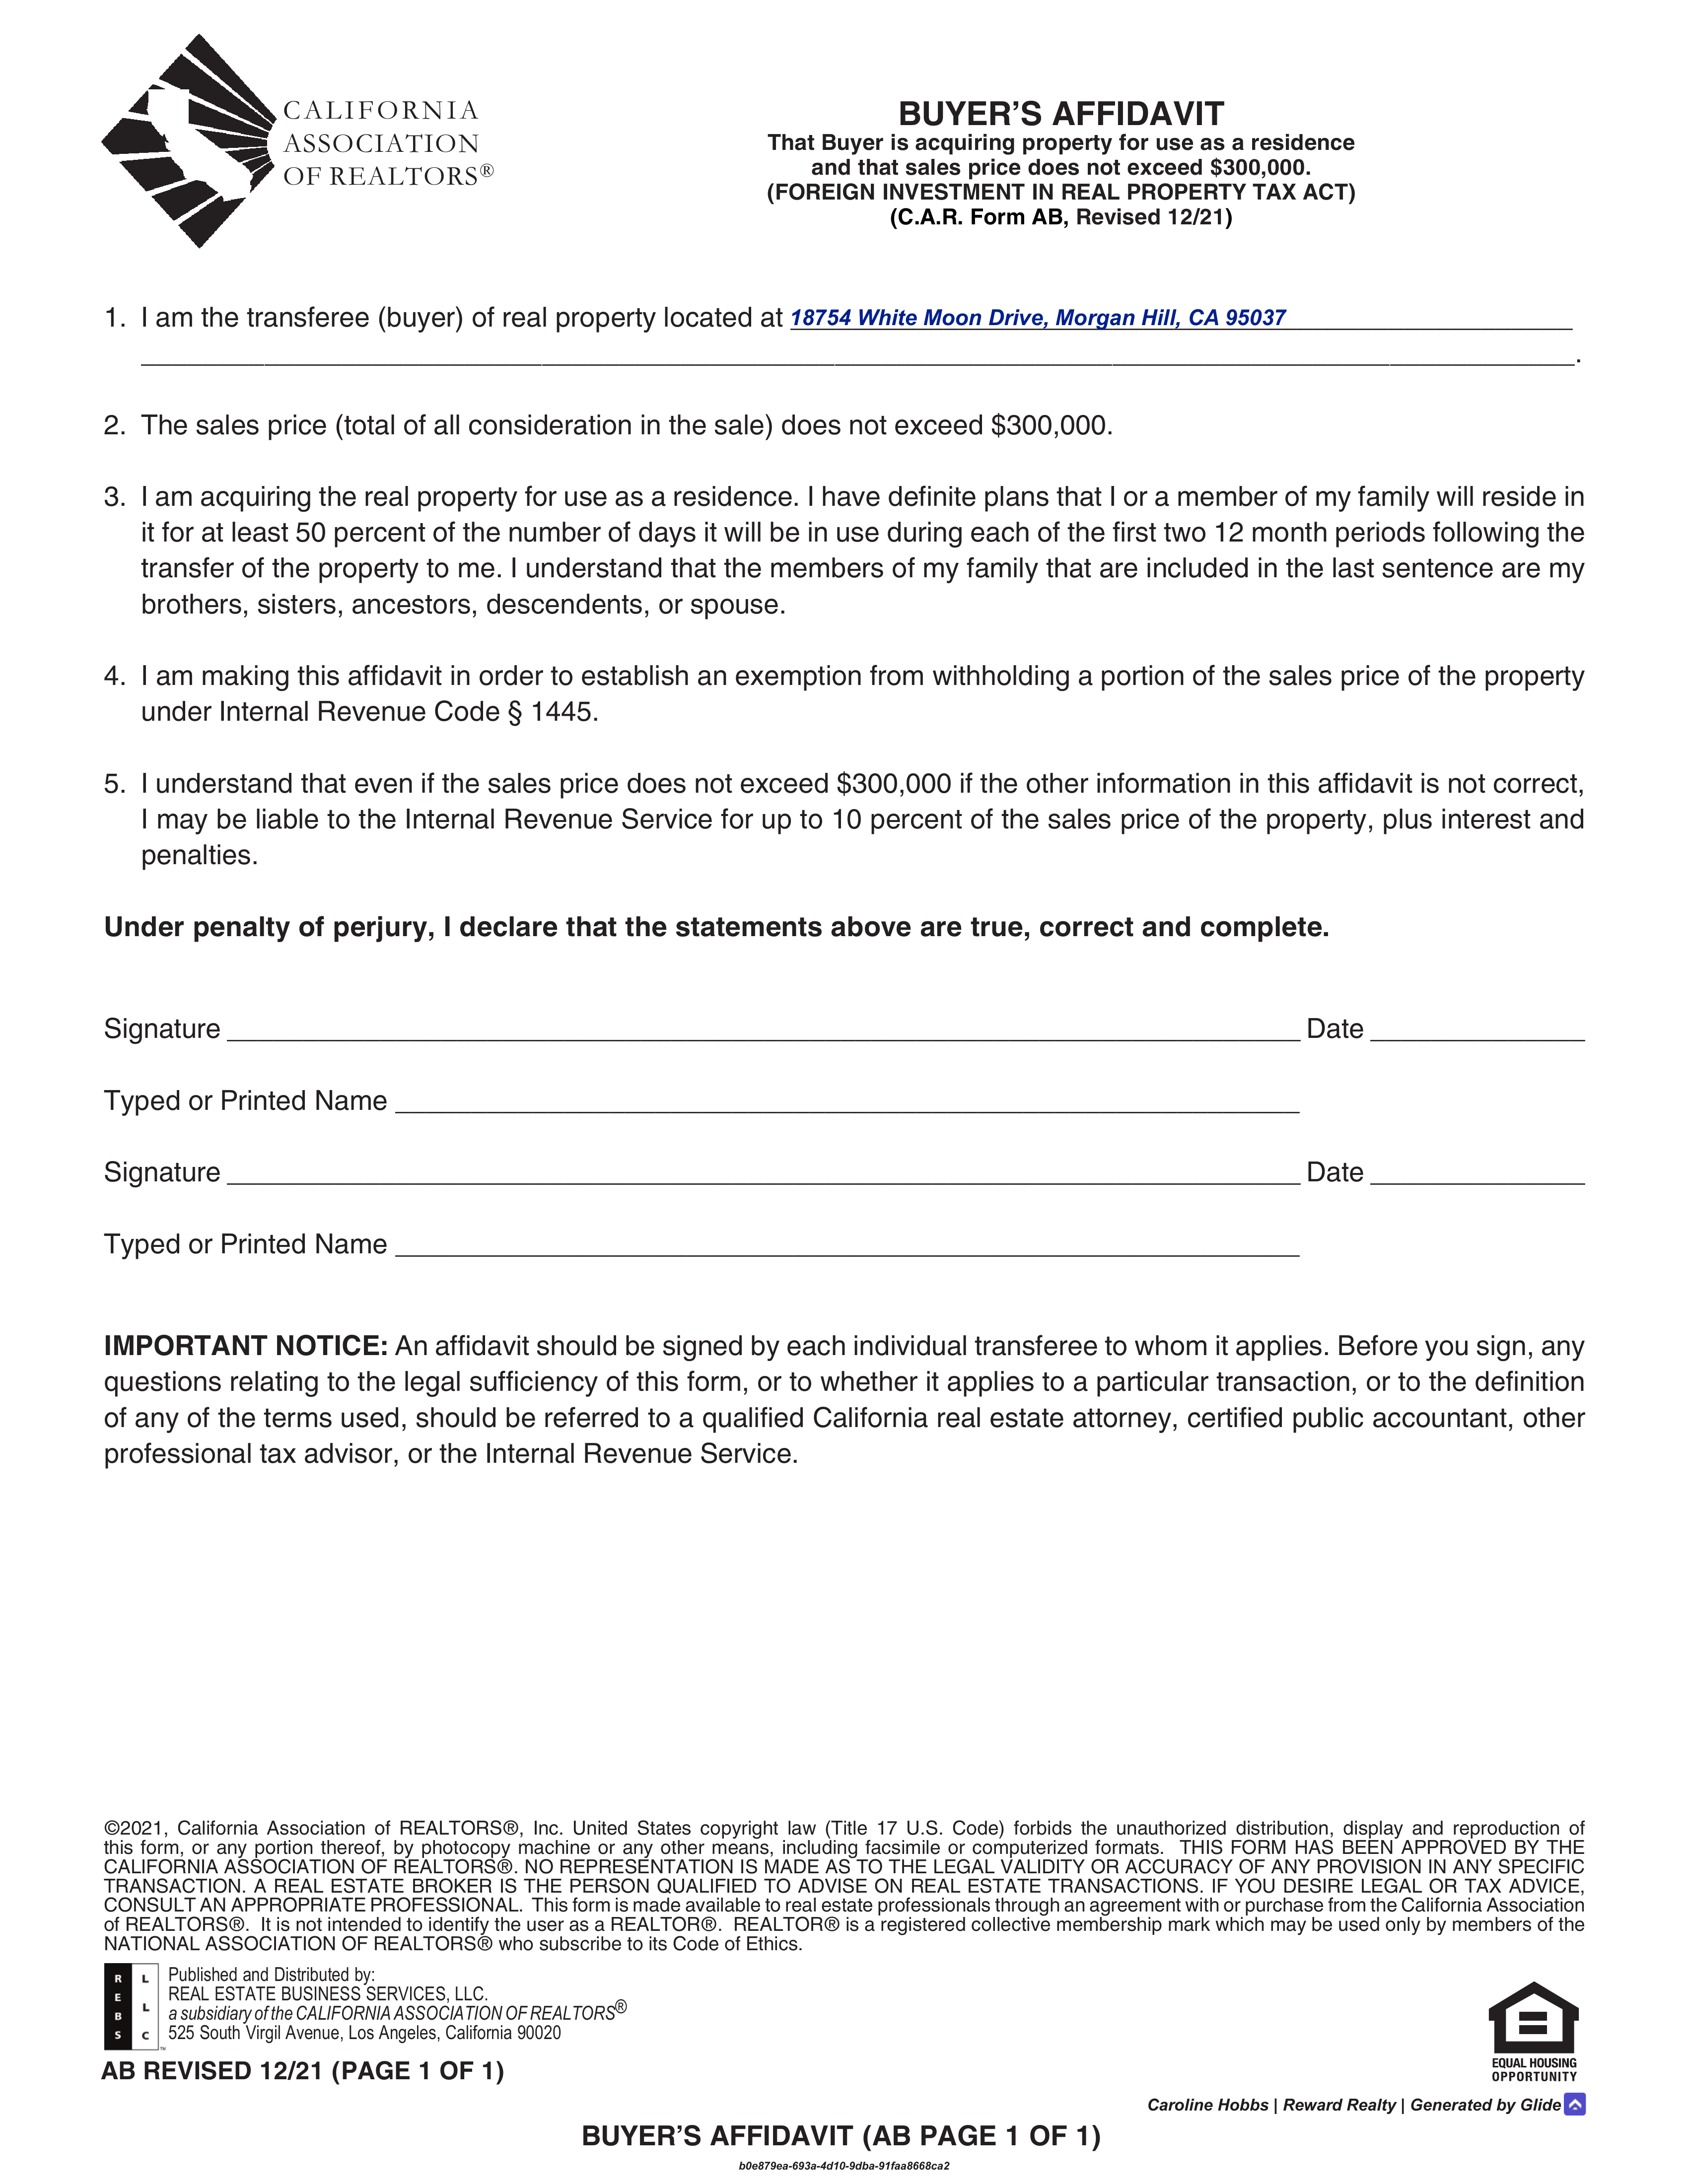 CALIFORNIA
ASSOCIATION
OF REALTORS®
BUYER’S AFFIDAVIT
That Buyer is acquiring property for use as a residence
and that sales price does not exceed $300,000.
(FOREIGN INVESTMENT IN REAL PROPERTY TAX ACT)
(C.A.R. Form AB, Revised 12/21)
1. I am the transferee (buyer) of real property located at 18754 White Moon Drive, Morgan Hill, CA 95037
.
2. The sales price (total of all consideration in the sale) does not exceed $300,000.
3. I am acquiring the real property for use as a residence. I have definite plans that I or a member of my family will reside in
it for at least 50 percent of the number of days it will be in use during each of the first two 12 month periods following the
transfer of the property to me. I understand that the members of my family that are included in the last sentence are my
brothers, sisters, ancestors, descendents, or spouse.
4. I am making this affidavit in order to establish an exemption from withholding a portion of the sales price of the property
under Internal Revenue Code § 1445.
5. I understand that even if the sales price does not exceed $300,000 if the other information in this affidavit is not correct,
I may be liable to the Internal Revenue Service for up to 10 percent of the sales price of the property, plus interest and
penalties.
Under penalty of perjury, I declare that the statements above are true, correct and complete.
Signature Date
Typed or Printed Name
Signature Date
Typed or Printed Name
IMPORTANT NOTICE: An affidavit should be signed by each individual transferee to whom it applies. Before you sign, any
questions relating to the legal sufficiency of this form, or to whether it applies to a particular transaction, or to the definition
of any of the terms used, should be referred to a qualified California real estate attorney, certified public accountant, other
professional tax advisor, or the Internal Revenue Service.
©2021, California Association of REALTORS®, Inc. United States copyright law (Title 17 U.S. Code) forbids the unauthorized distribution, display and reproduction of
this form, or any portion thereof, by photocopy machine or any other means, including facsimile or computerized formats. THIS FORM HAS BEEN APPROVED BY THE
CALIFORNIA ASSOCIATION OF REALTORS®. NO REPRESENTATION IS MADE AS TO THE LEGAL VALIDITY OR ACCURACY OF ANY PROVISION IN ANY SPECIFIC
TRANSACTION. A REAL ESTATE BROKER IS THE PERSON QUALIFIED TO ADVISE ON REAL ESTATE TRANSACTIONS. IF YOU DESIRE LEGAL OR TAX ADVICE,
CONSULT AN APPROPRIATE PROFESSIONAL. This form is made available to real estate professionals through an agreement with or purchase from the California Association
of REALTORS®. It is not intended to identify the user as a REALTOR®. REALTOR® is a registered collective membership mark which may be used only by members of the
NATIONAL ASSOCIATION OF REALTORS® who subscribe to its Code of Ethics.
R L
E
L
B
S C
™
Published and Distributed by:
REAL ESTATE BUSINESS SERVICES, LLC.
a subsidiary of the CALIFORNIA ASSOCIATION OF REALTORS®
525 South Virgil Avenue, Los Angeles, California 90020
EQUAL HOUSING
OPPORTUNITY
AB REVISED 12/21 (PAGE 1 OF 1)
Caroline Hobbs | Reward Realty | Generated by Glide
BUYER’S AFFIDAVIT (AB PAGE 1 OF 1)
b0e879ea-693a-4d10-9dba-91faa8668ca2